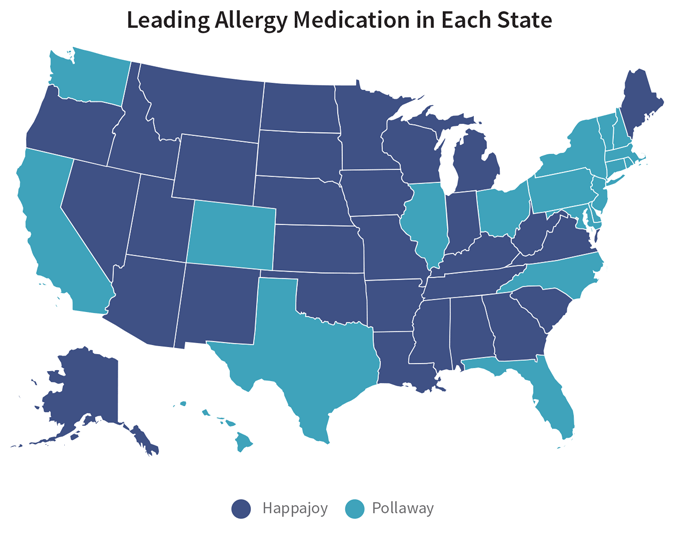 Leading Allergy Medication in Each State
Happajoy Pollaway